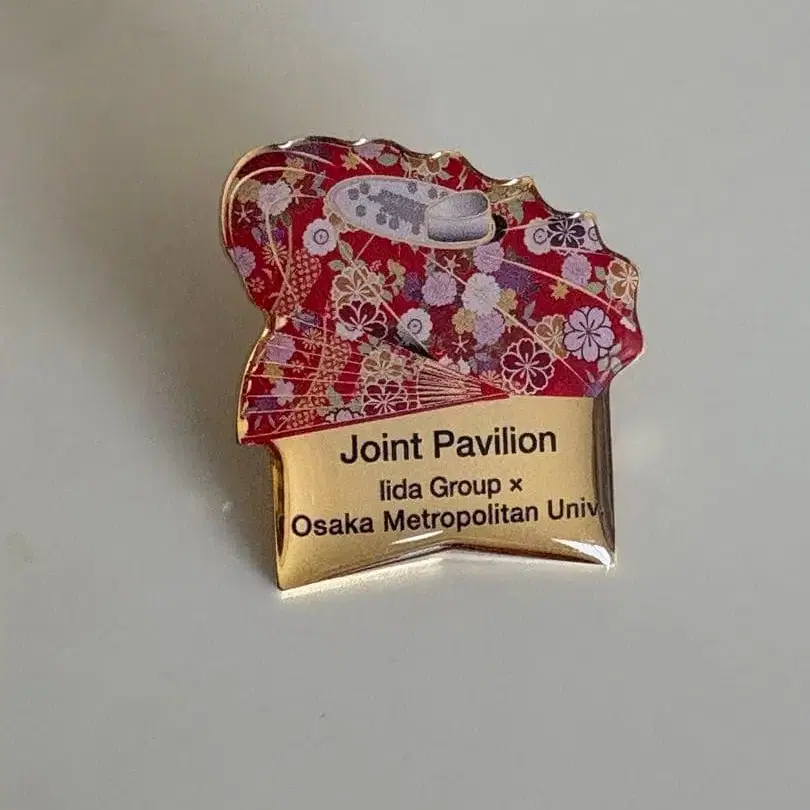 Joint Pavilion
Iida Group ×
Osaka Metropolitan Univ.